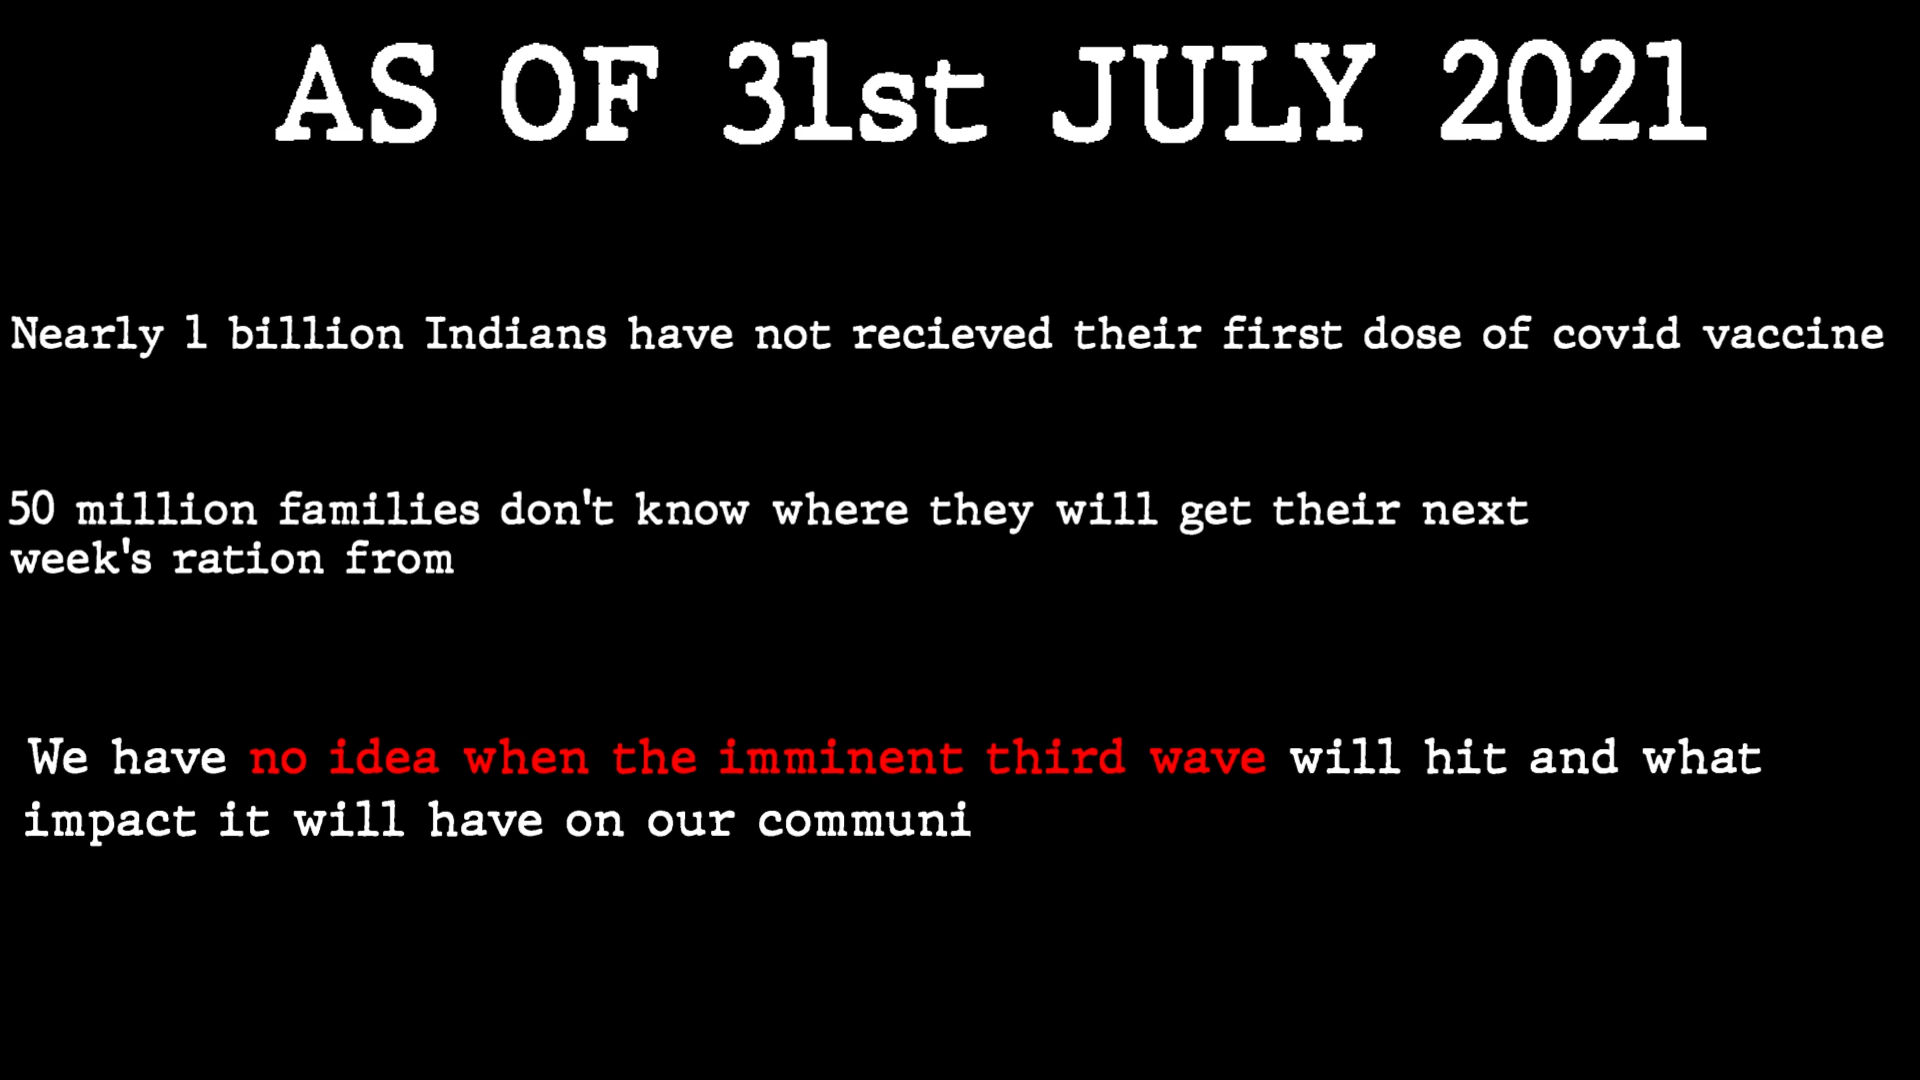 AS OF 31st JULY 2021
Nearly 1 billion Indians have not recieved their first dose of covid vaccine
50 million families don't know where they will get their next
week's ration from
We have no idea when the imminent third wave will hit and what
impact it will have on our communi